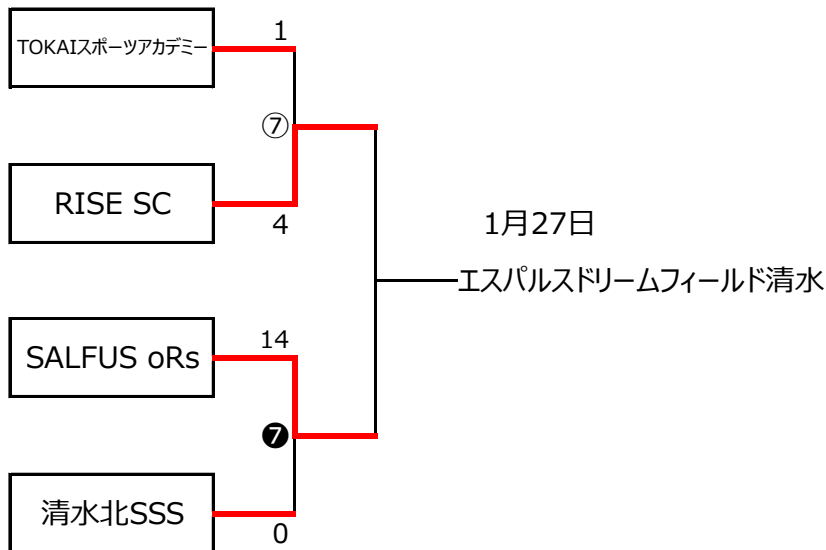 TOKAIスポーツアカデミー
1
⑦
RISE SC
4
1月27日
エスパルスドリームフィールド清水
SALFUS oRs
14
❼
清水北SSS
0